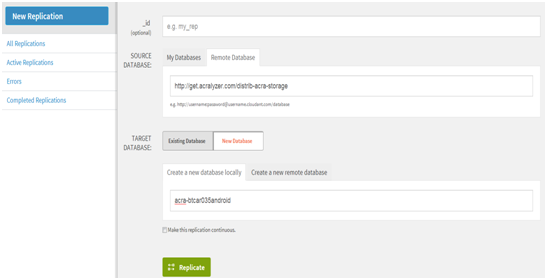 New Replication
All Replications
Active Replications
Errors
Completed Replications
_id
(optional)
e.g. my_rep
SOURCE
DATABASE:
My Databases
Remote Database
http://get.acralyzer.com/distrib-acra-storage
e.g. http://username:password@username.cloudant.com/database
TARGET
DATABASE:
Existing Database
New Database
Create a new database locally
Create a new remote database
acra-btcar035android
Make this replication continuous.
Replicate